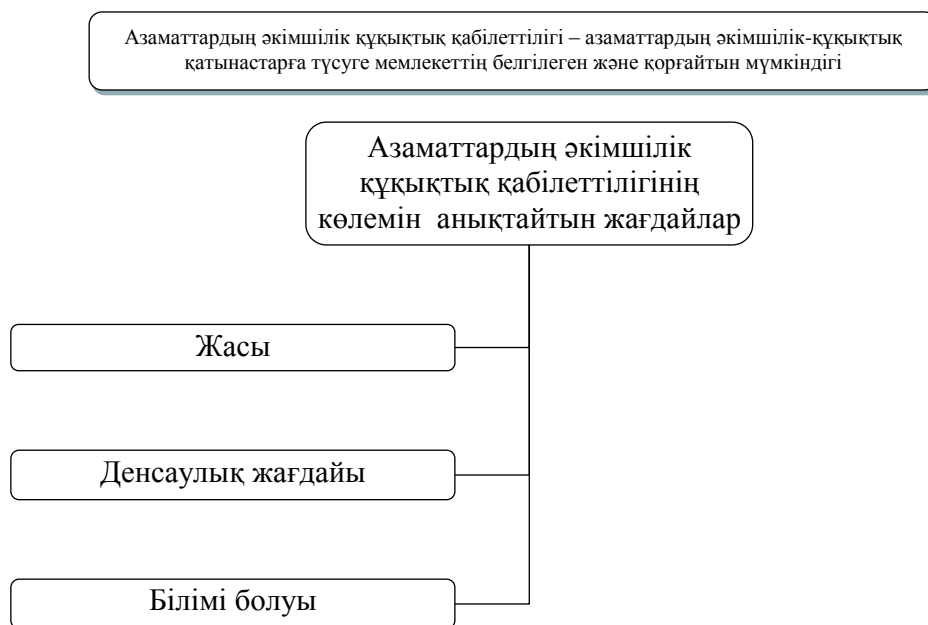 Азаматтардың әкімшілік құқықтық қабілеттілігі – азаматтардың әкімшілік-құқықтық
қатынастарға түсуге мемлекеттің белгілеген және қорғайтын мүмкіндігі
Азаматтардың әкімшілік
құқықтық қабілеттілігінің
көлемін анықтайтын жағдайлар
Жасы
Денсаулық жағдайы
Білімі болуы